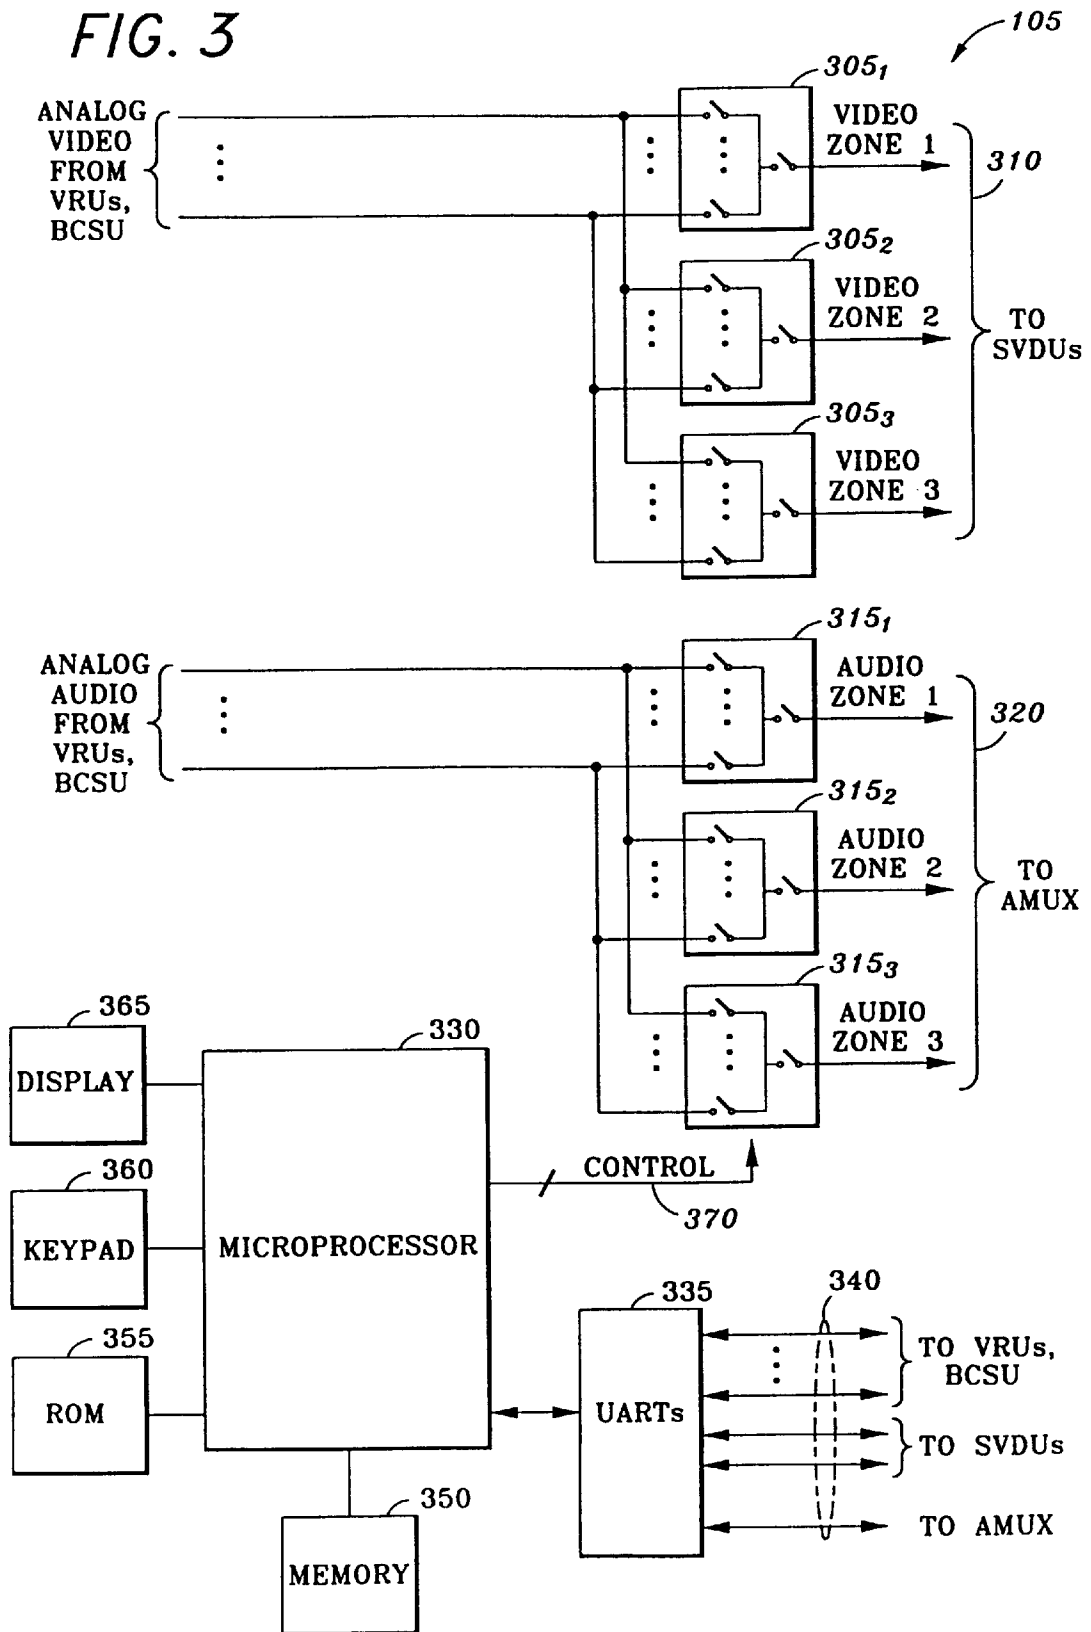 FIG. 3
105
ANALOG
VIDEO
FROM
VRUs,
BCSU
305₁
VIDEO
ZONE 1
310
305₂
VIDEO
ZONE 2
TO
SVDUs
305₃
VIDEO
ZONE 3
ANALOG
AUDIO
FROM
VRUs,
BCSU
315₁
AUDIO
ZONE 1
320
315₂
AUDIO
ZONE 2
TO
AMUX
315₃
AUDIO
ZONE 3
365
DISPLAY
330
MICROPROCESSOR
CONTROL
370
360
KEYPAD
355
ROM
335
UARTs
340
TO VRUs,
BCSU
TO SVDUs
TO AMUX
350
MEMORY